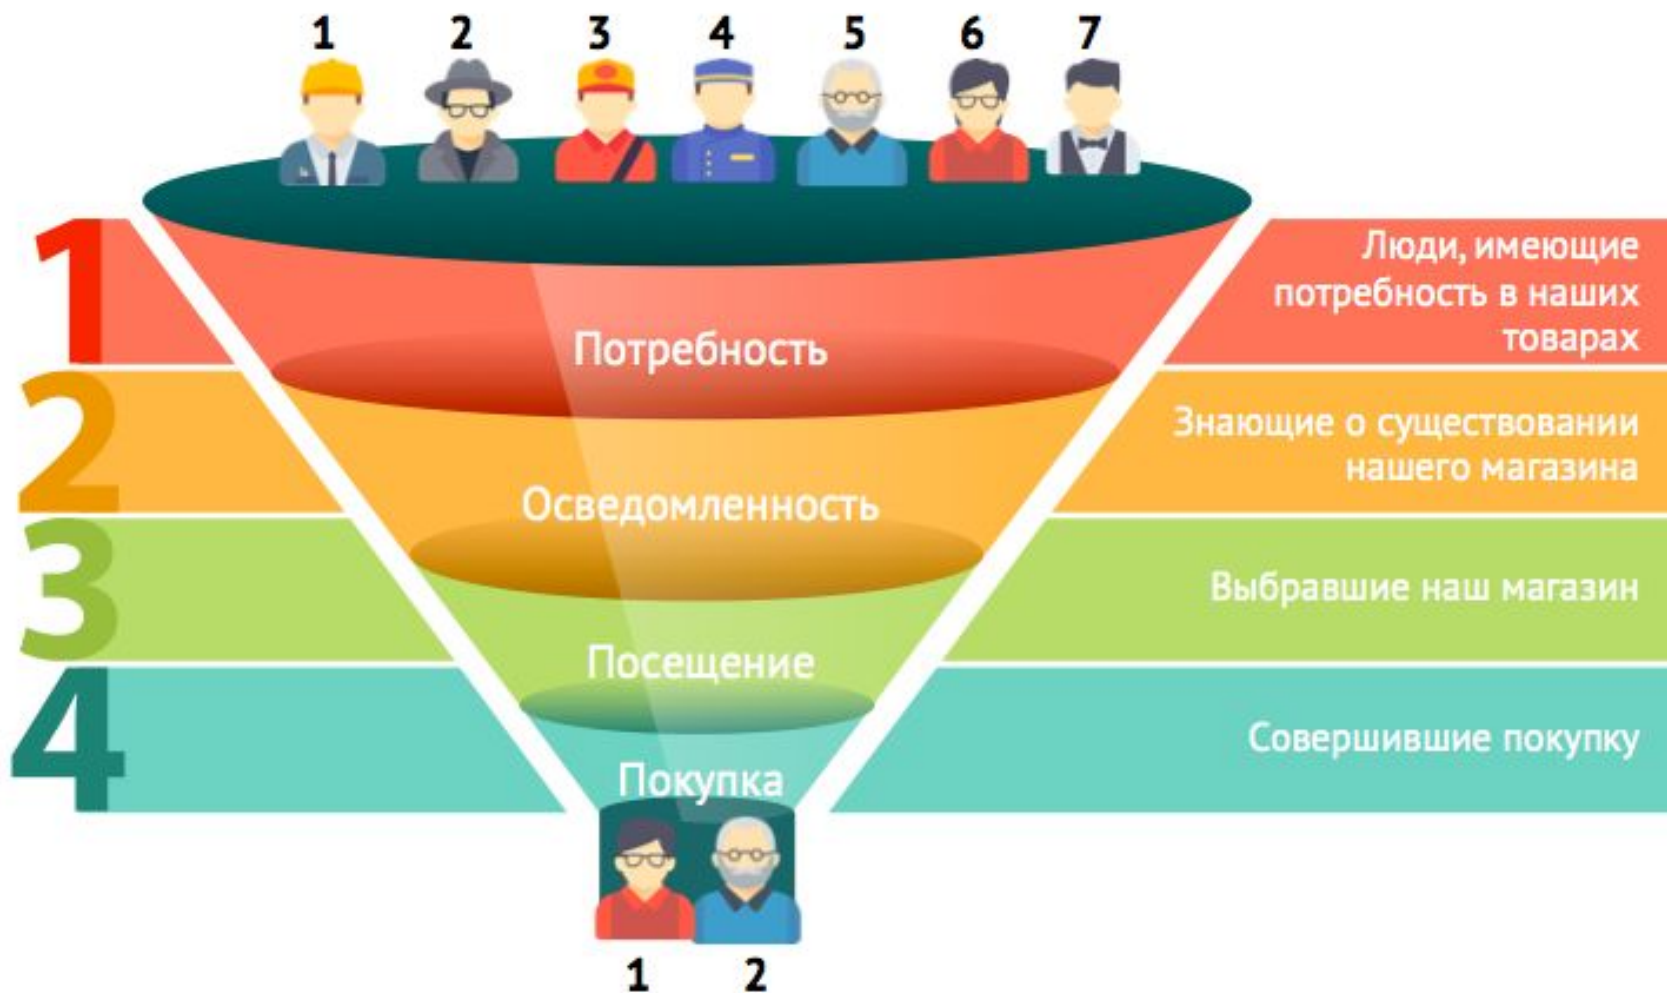 1 2 3 4 5 6 7
1
Потребность
Люди, имеющие
потребность в наших
товарах
2
Осведомленность
Знающие о существовании
нашего магазина
3
Посещение
Выбравшие наш магазин
4
Покупка
Совершившие покупку
1 2